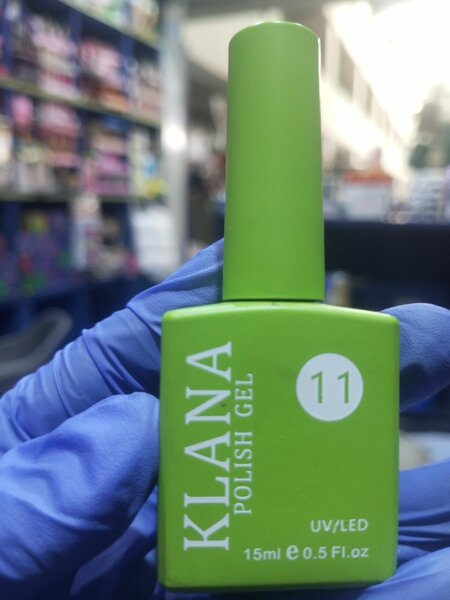 KLANA
POLISH GEL
11
UV/LED
15ml e 0.5 Fl.oz